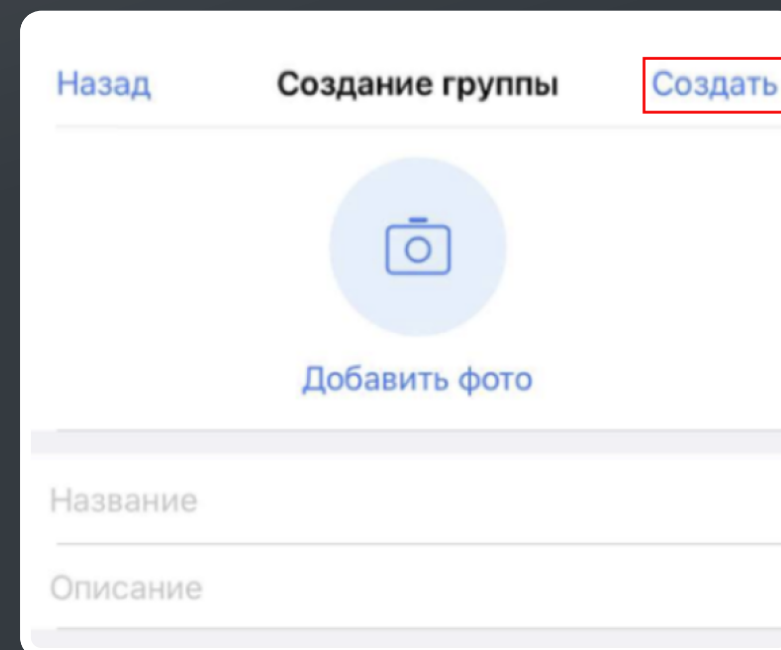 Назад Создание группы Создать
Добавить фото
Название
Описание